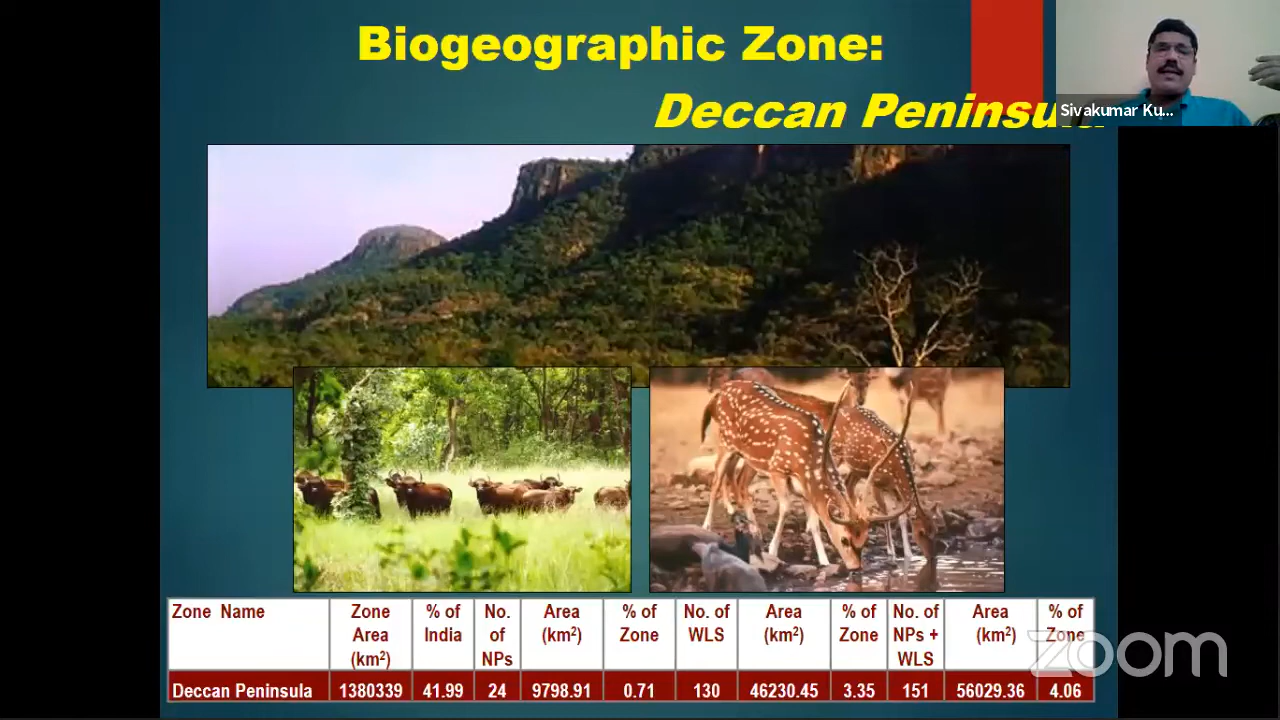 Biogeographic Zone:
Deccan Peninsula
Sivakumar Ku...
Zone Name
Zone Area (km²)
% of India
No. of NPs
Area (km²)
% of Zone
No. of WLS
Area (km²)
% of Zone
No. of NPs + WLS
Area (km²)
% of Zone
Deccan Peninsula 1380339 41.99 24 9798.91 0.71 130 46230.45 3.35 151 56029.36 4.06
zoom